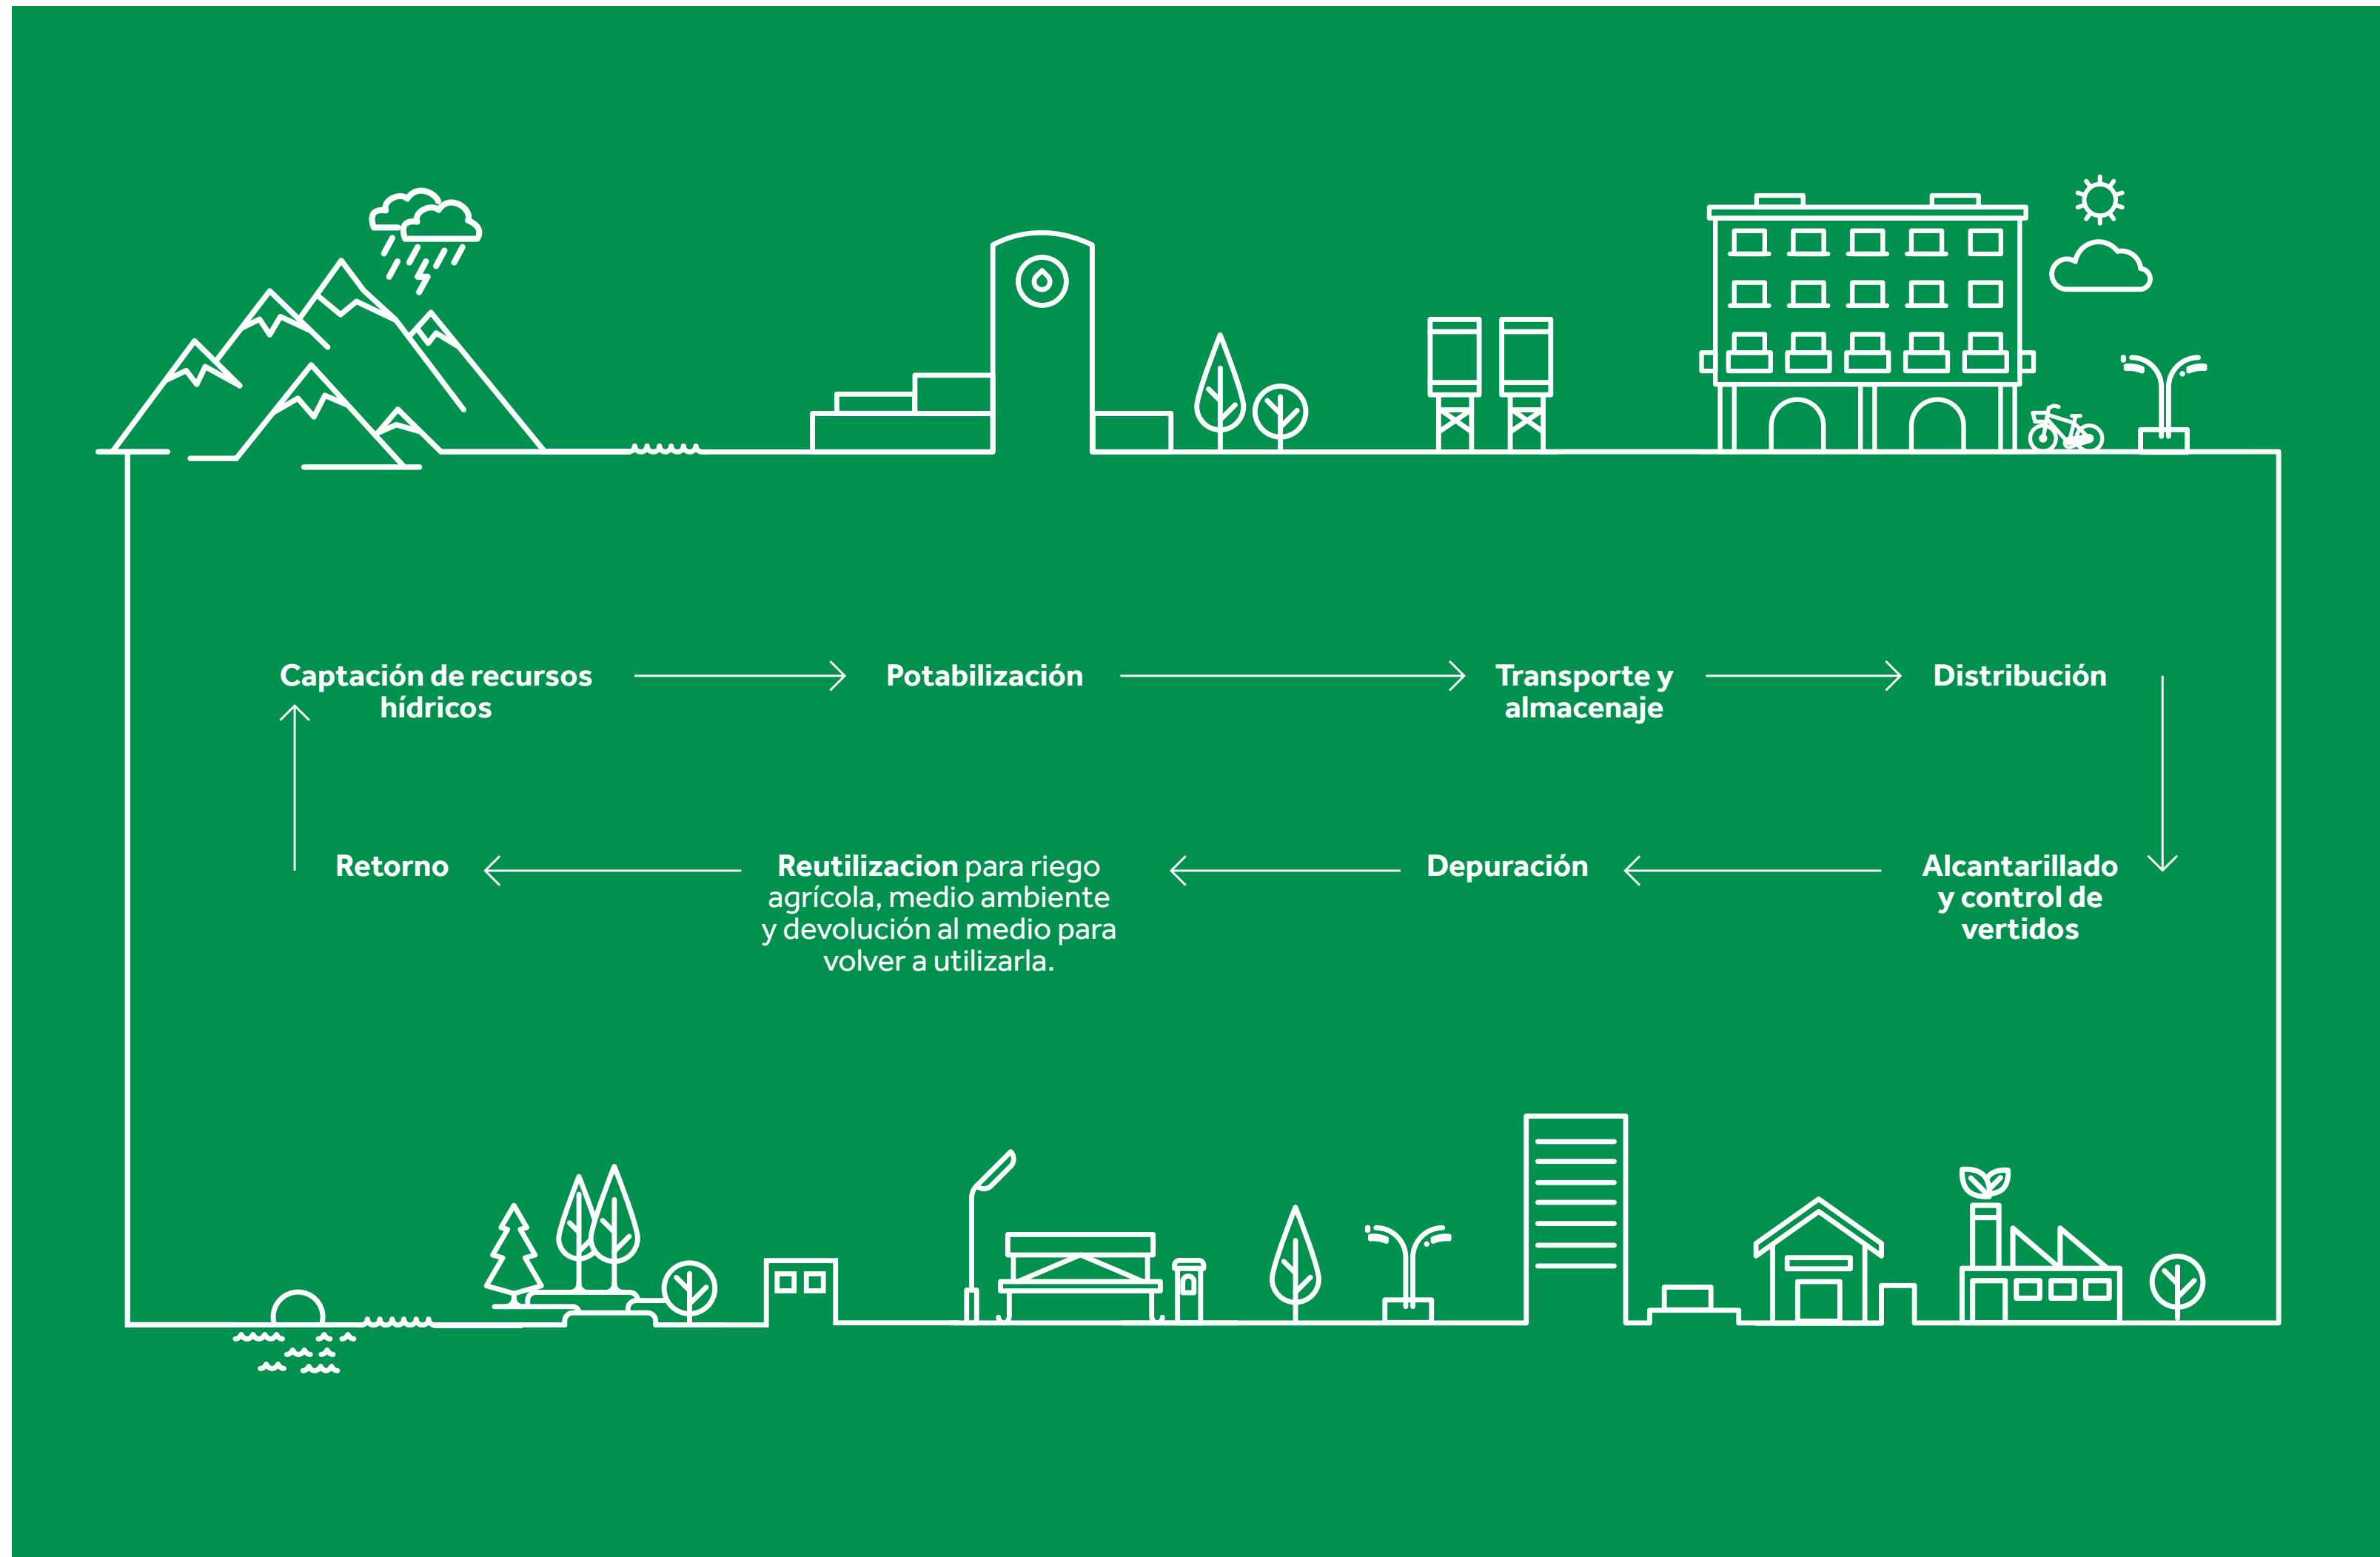 Captación de recursos
hídricos
Potabilización
Transporte y
almacenaje
Distribución
Retorno
Reutilizacion para riego
agrícola, medio ambiente
y devolución al medio para
volver a utilizarla.
Depuración
Alcantarillado
y control de
vertidos